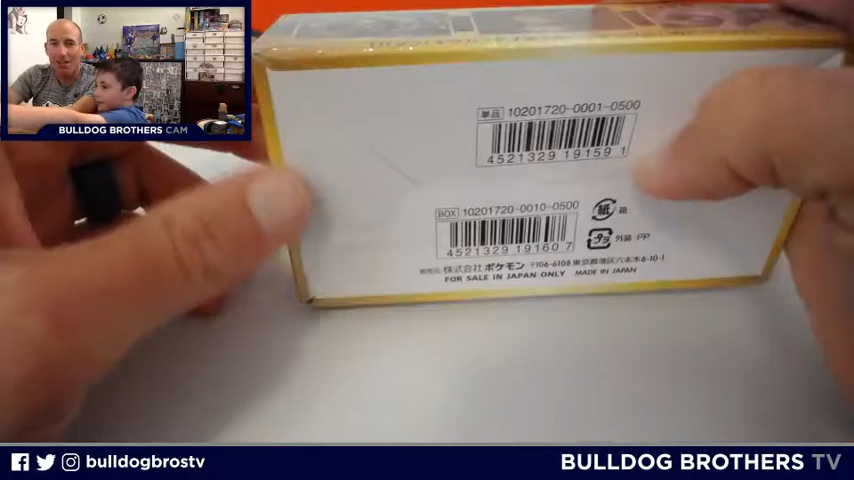 BULLDOG BROTHERS CAM
単品 10201720-0001-0500
4521329 19159 1
BOX 10201720-0010-0500
4521329 19160 7
紙 箱
プラ 外装 PP
株式会社ポケモン 〒106-6108 東京都港区六本木6-10-1
FOR SALE IN JAPAN ONLY MADE IN JAPAN
bulldogbrostv
BULLDOG BROTHERS TV